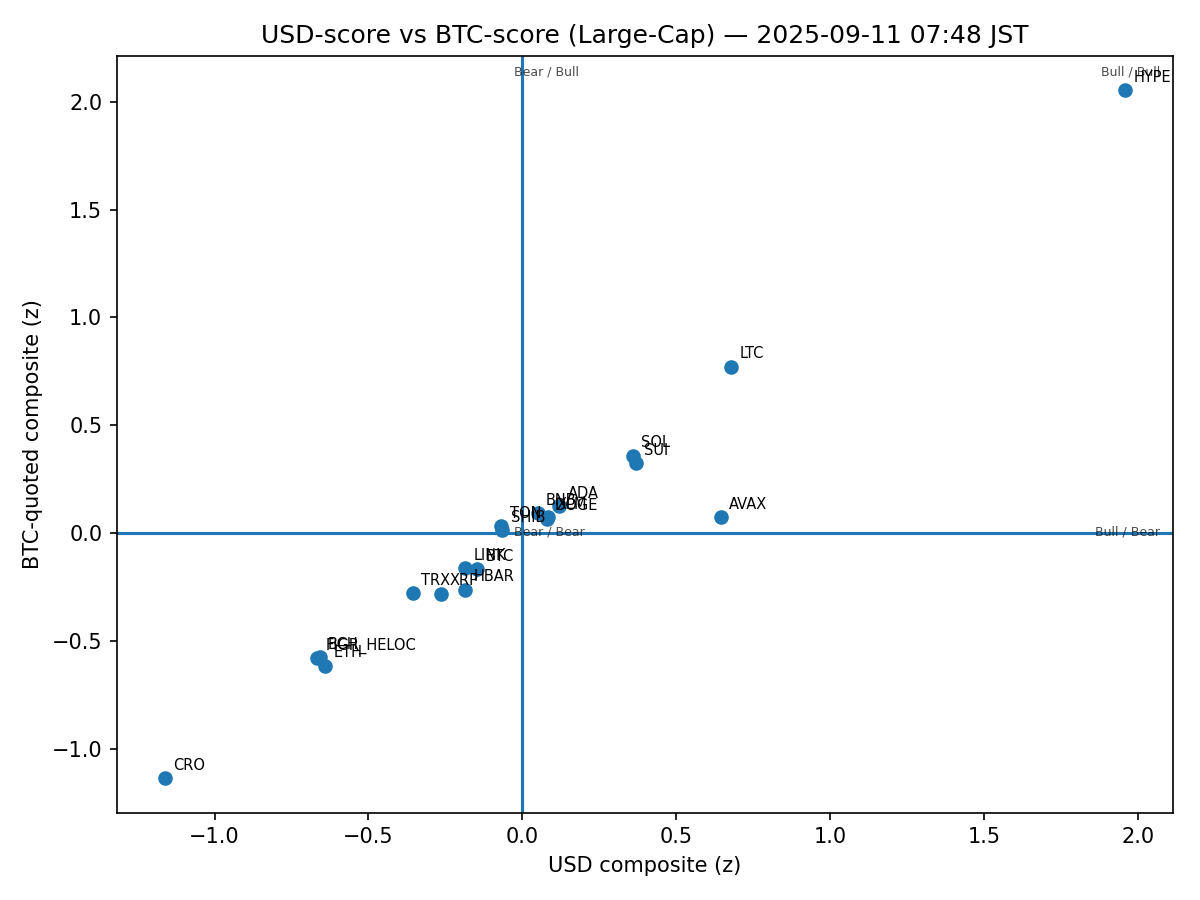 USD-score vs BTC-score (Large-Cap) — 2025-09-11 07:48 JST
Bear / Bull
Bull / Bull
HYPE
2.0
1.5
1.0
LTC
0.5
SOL
SUI
ADA
BNB
DOGE
AVAX
TON
SHIB
0.0
Bear / Bear
Bull / Bear
LINK
BTC
HBAR
TRX
XRP
−0.5
BCH
FIGR_HELOC
ETH
−1.0
CRO
BTC-quoted composite (z)
−1.0
−0.5
0.0
0.5
1.0
1.5
2.0
USD composite (z)